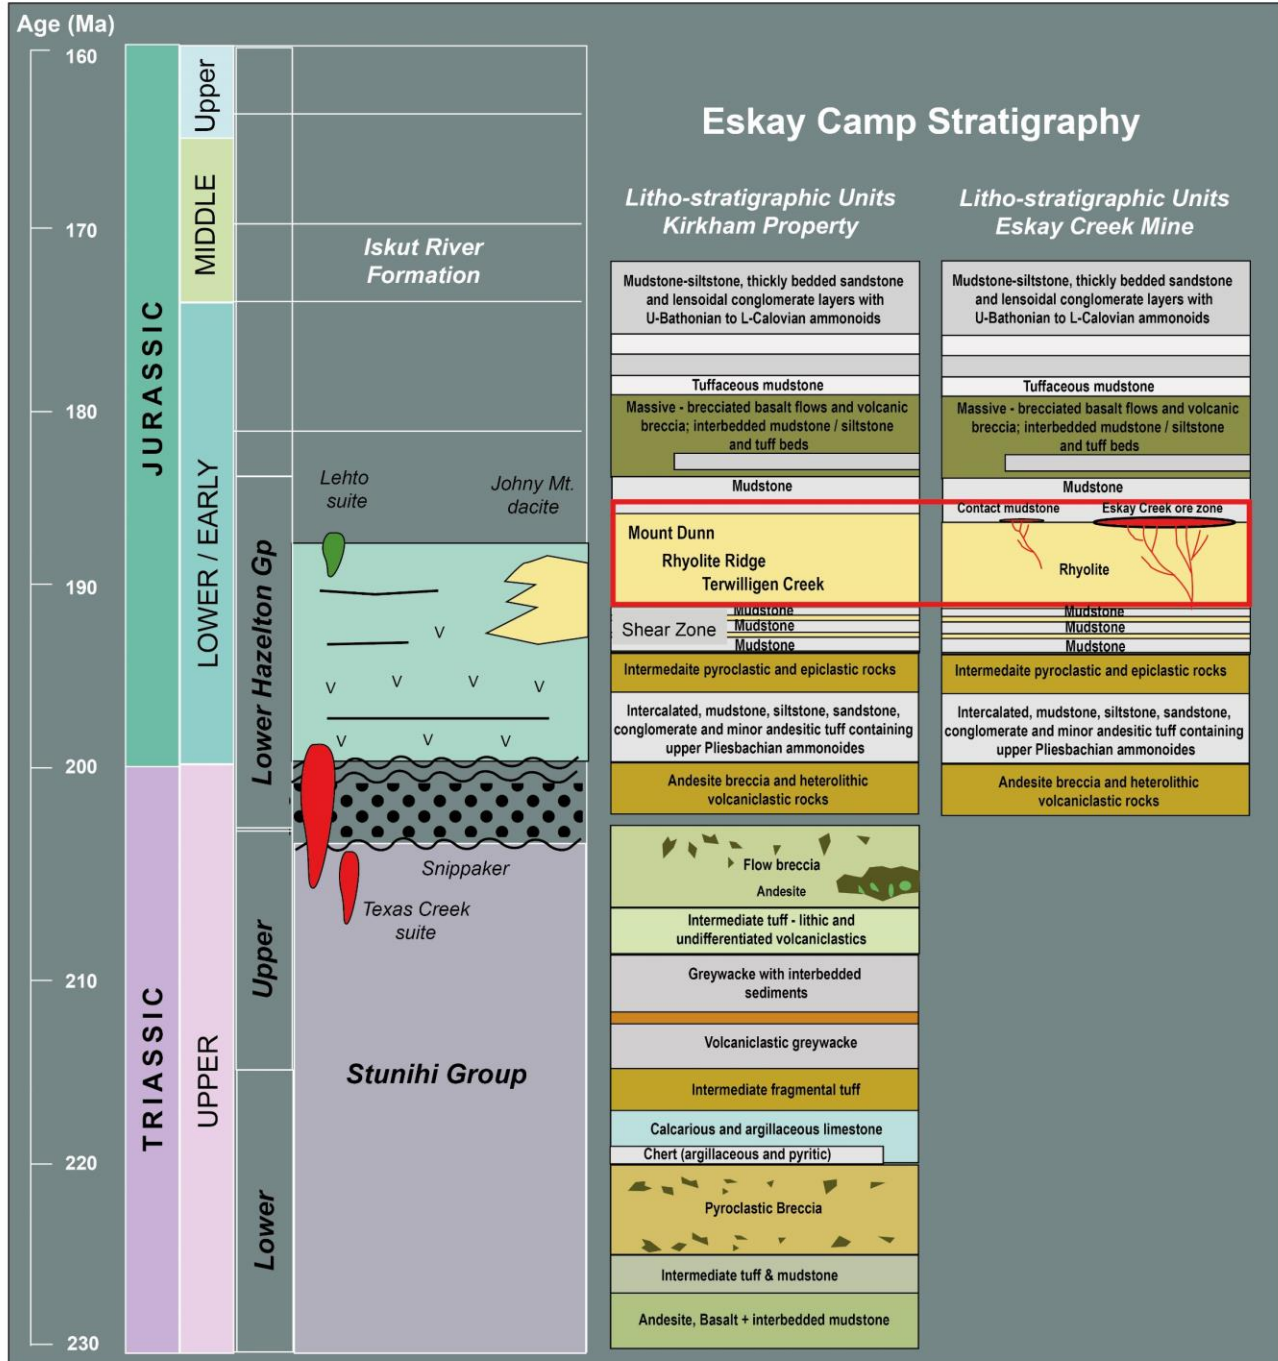 Age (Ma)
160
170
180
190
200
210
220
230
JURASSIC
TRIASSIC
Upper
MIDDLE
LOWER / EARLY
UPPER
Lower Hazelton Gp
Upper
Lower
Iskut River
Formation
Lehto
suite
Johny Mt.
dacite
V
V
V
V
V
V
V
V
Snippaker
Texas Creek
suite
Stunihi Group
Eskay Camp Stratigraphy
Litho-stratigraphic Units
Kirkham Property
Mudstone-siltstone, thickly bedded sandstone
and lensoidal conglomerate layers with
U-Bathonian to L-Calovian ammonoids
Tuffaceous mudstone
Massive - brecciated basalt flows and volcanic
breccia; interbedded mudstone / siltstone
and tuff beds
Mudstone
Mount Dunn
Rhyolite Ridge
Terwilligen Creek
Mudstone
Shear Zone
Mudstone
Mudstone
Intermedaite pyroclastic and epiclastic rocks
Intercalated, mudstone, siltstone, sandstone,
conglomerate and minor andesitic tuff containing
upper Pliesbachian ammonoides
Andesite breccia and heterolithic
volcaniclastic rocks
Flow breccia
Andesite
Intermediate tuff - lithic and
undifferentiated volcaniclastics
Greywacke with interbedded
sediments
Volcaniclastic greywacke
Intermediate fragmental tuff
Calcarious and argillaceous limestone
Chert (argillaceous and pyritic)
Pyroclastic Breccia
Intermediate tuff & mudstone
Andesite, Basalt + interbedded mudstone
Litho-stratigraphic Units
Eskay Creek Mine
Mudstone-siltstone, thickly bedded sandstone
and lensoidal conglomerate layers with
U-Bathonian to L-Calovian ammonoids
Tuffaceous mudstone
Massive - brecciated basalt flows and volcanic
breccia; interbedded mudstone / siltstone
and tuff beds
Mudstone
Contact mudstone
Eskay Creek ore zone
Rhyolite
Mudstone
Mudstone
Mudstone
Intermedaite pyroclastic and epiclastic rocks
Intercalated, mudstone, siltstone, sandstone,
conglomerate and minor andesitic tuff containing
upper Pliesbachian ammonoides
Andesite breccia and heterolithic
volcaniclastic rocks